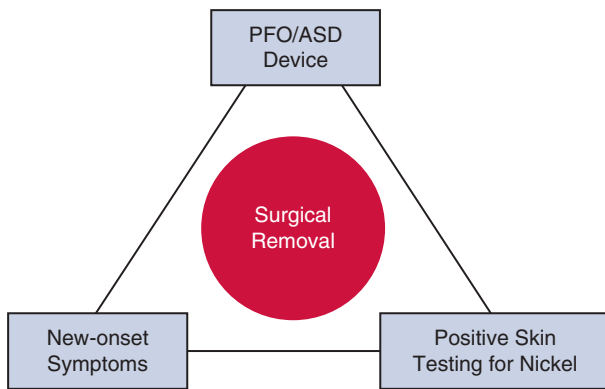 PFO/ASD
Device
Surgical
Removal
New-onset
Symptoms
Positive Skin
Testing for Nickel